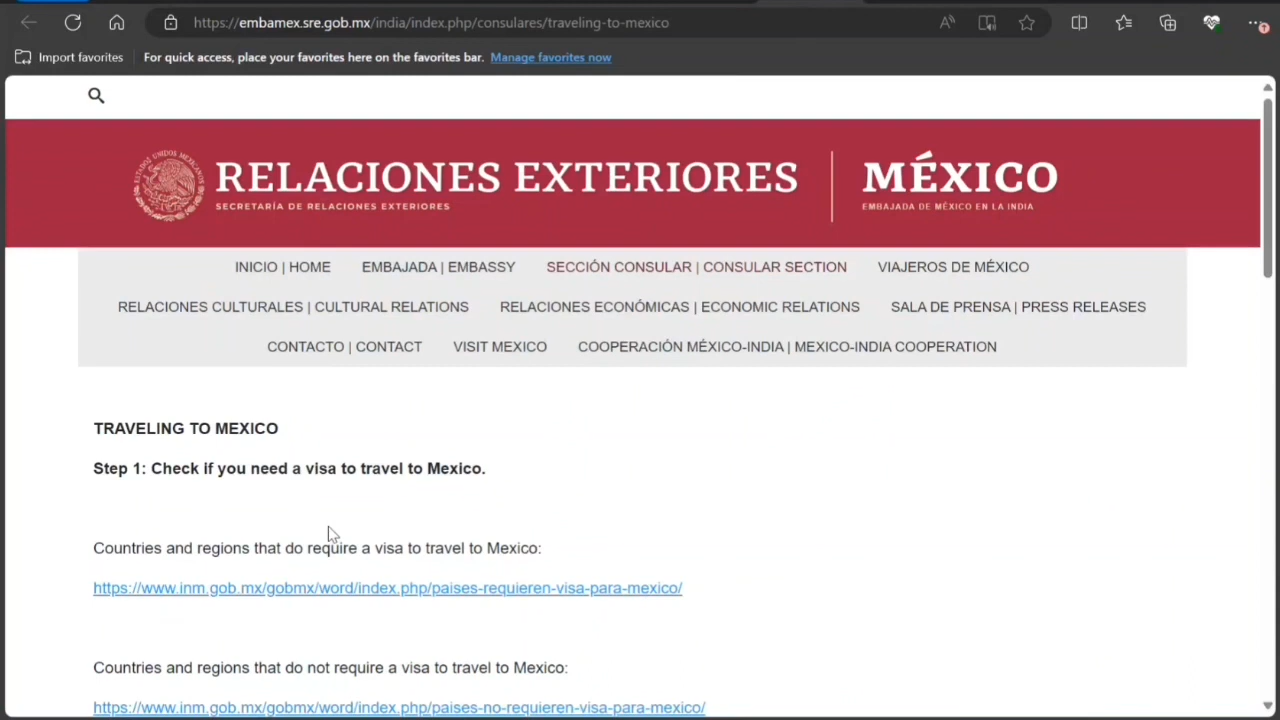 https://embamex.sre.gob.mx/india/index.php/consulares/traveling-to-mexico
Import favorites
For quick access, place your favorites here on the favorites bar. Manage favorites now
ESTADOS UNIDOS MEXICANOS
RELACIONES EXTERIORES
SECRETARÍA DE RELACIONES EXTERIORES
MÉXICO
EMBAJADA DE MÉXICO EN LA INDIA
INICIO | HOME EMBAJADA | EMBASSY SECCIÓN CONSULAR | CONSULAR SECTION VIAJEROS DE MÉXICO
RELACIONES CULTURALES | CULTURAL RELATIONS RELACIONES ECONÓMICAS | ECONOMIC RELATIONS SALA DE PRENSA | PRESS RELEASES
CONTACTO | CONTACT VISIT MEXICO COOPERACIÓN MÉXICO-INDIA | MEXICO-INDIA COOPERATION
TRAVELING TO MEXICO
Step 1: Check if you need a visa to travel to Mexico.
Countries and regions that do require a visa to travel to Mexico:
https://www.inm.gob.mx/gobmx/word/index.php/paises-requieren-visa-para-mexico/
Countries and regions that do not require a visa to travel to Mexico:
https://www.inm.gob.mx/gobmx/word/index.php/paises-no-requieren-visa-para-mexico/